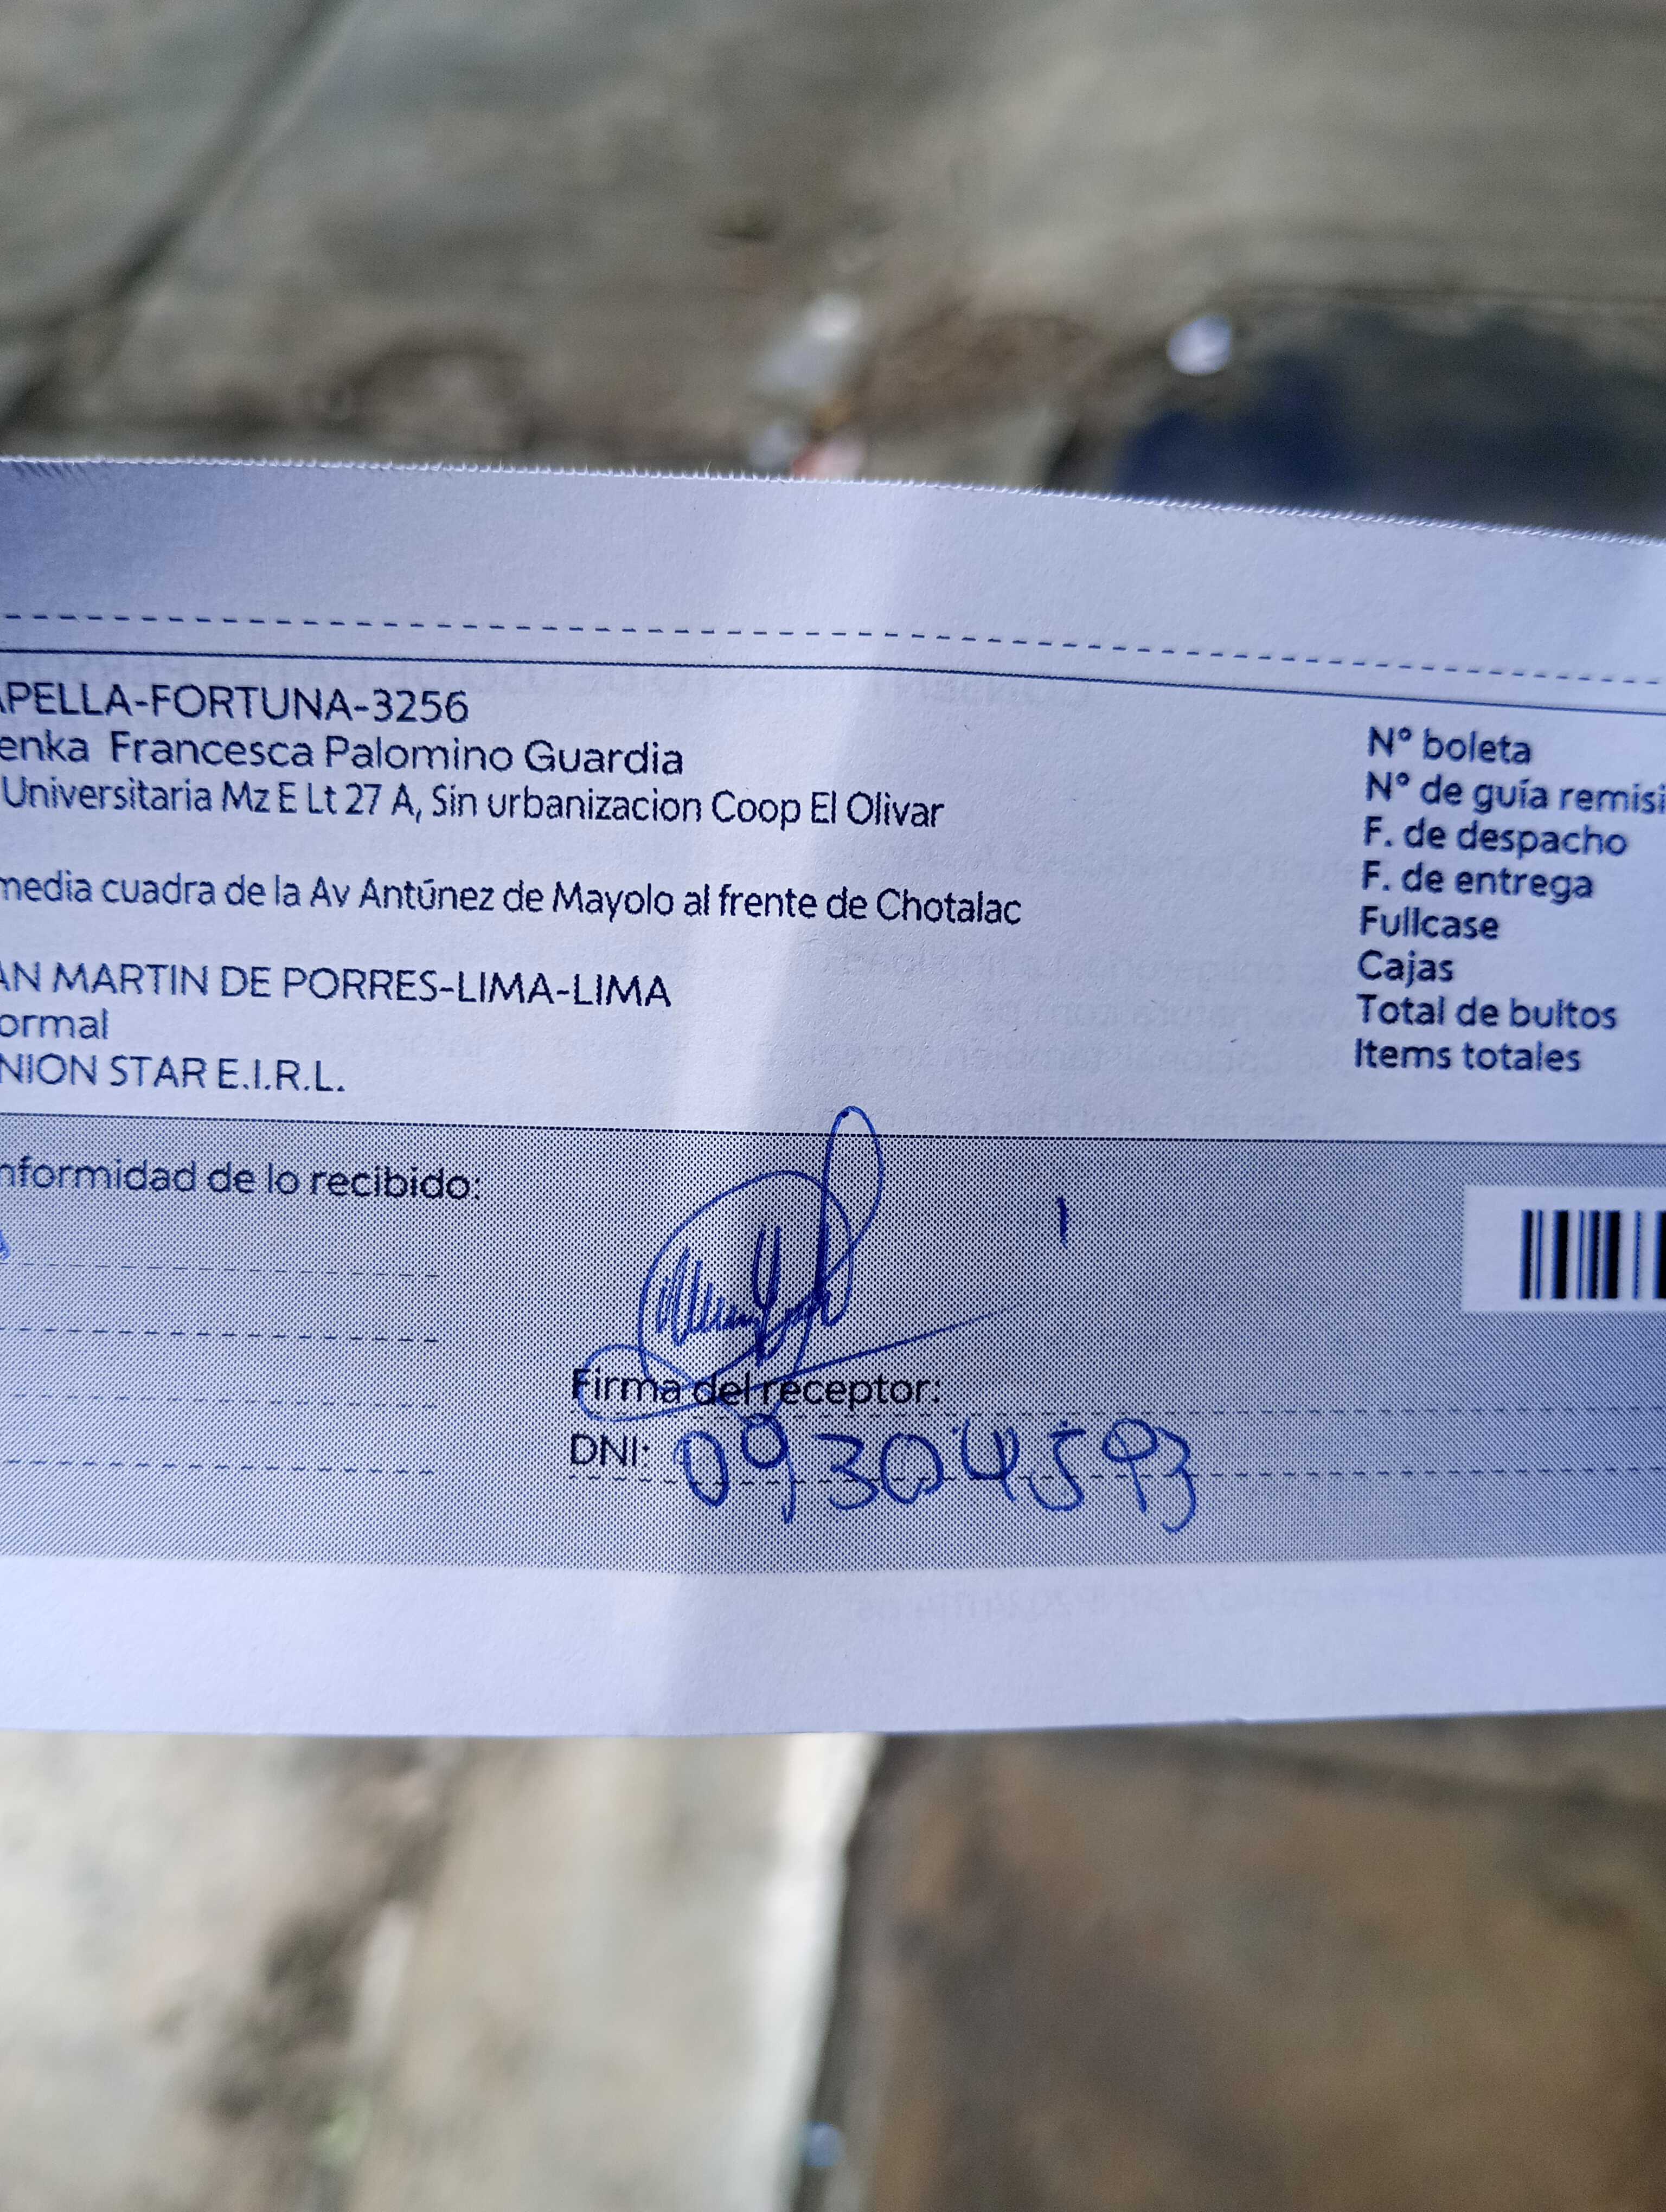 APELLA-FORTUNA-3256
enka Francesca Palomino Guardia
Universitaria Mz E Lt 27 A, Sin urbanizacion Coop El Olivar
media cuadra de la Av Antúnez de Mayolo al frente de Chotalac
AN MARTIN DE PORRES-LIMA-LIMA
ormal
NION STAR E.I.R.L.
N° boleta
N° de guía remisi
F. de despacho
F. de entrega
Fullcase
Cajas
Total de bultos
Items totales
nformidad de lo recibido:
Firma del receptor:
DNI: 09304593